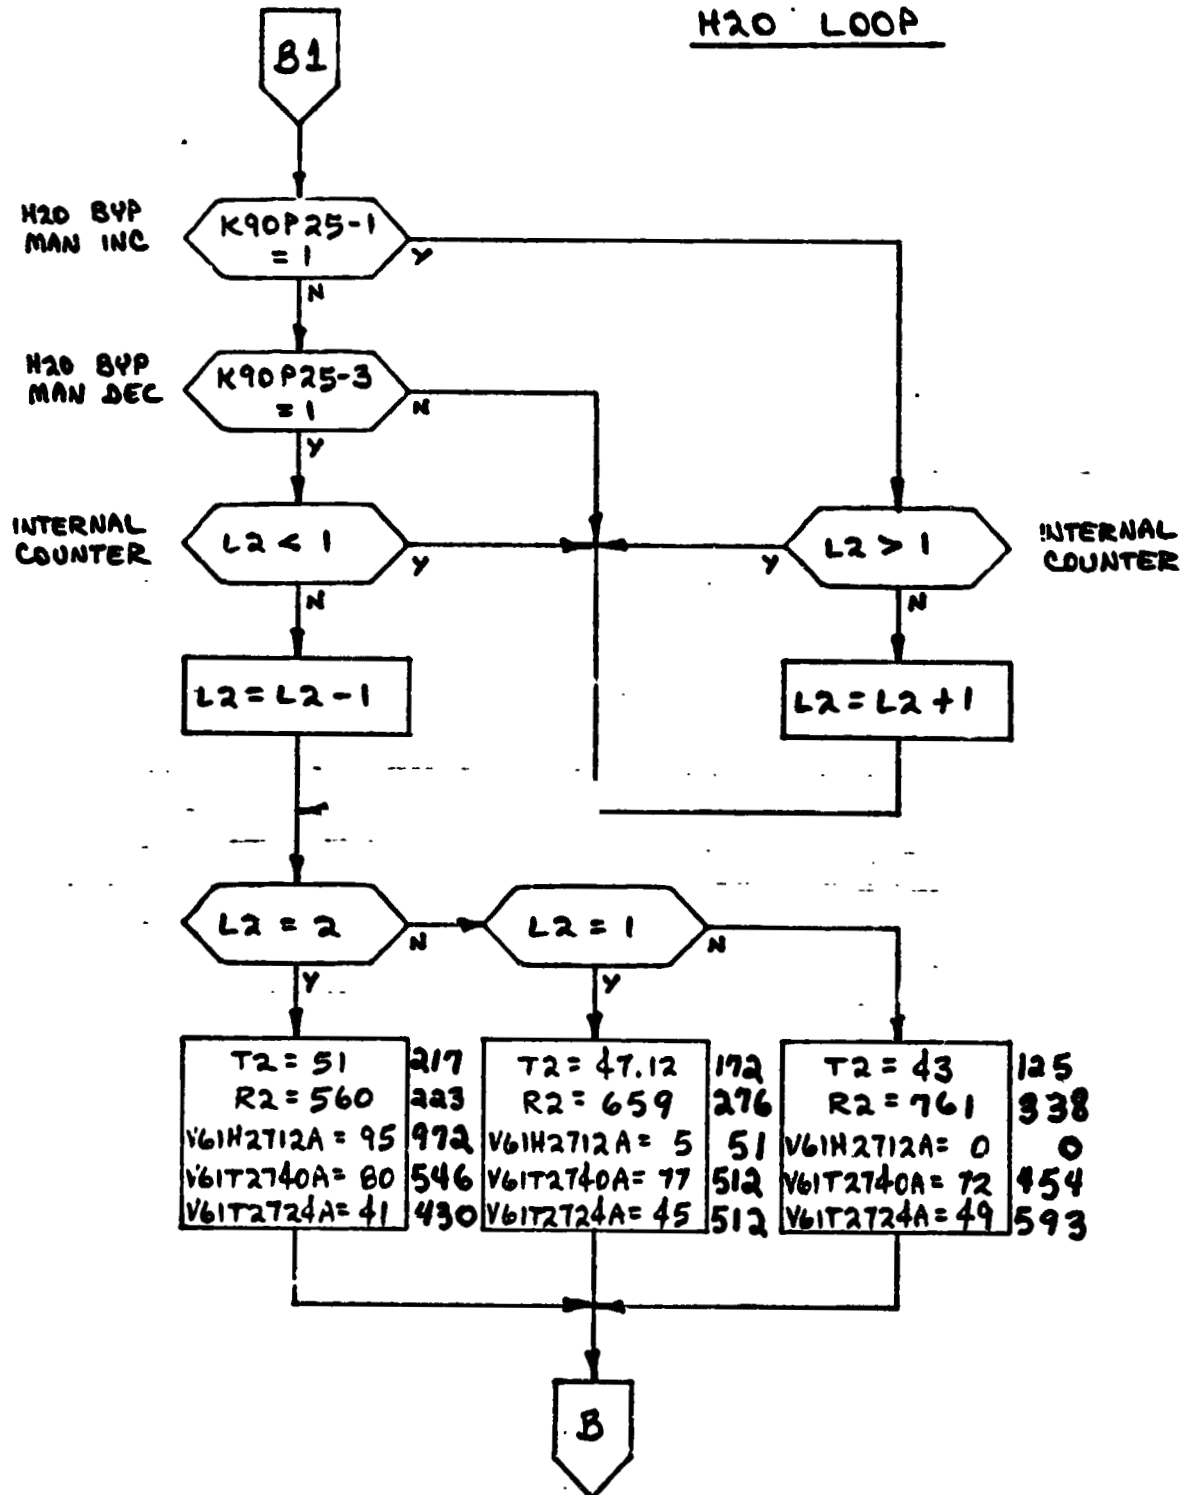 H2O LOOP
B1
H2O BYP
MAN INC
K90P25-1
= 1
Y
N
H2O BYP
MAN DEC
K90P25-3
= 1
N
Y
INTERNAL
COUNTER
L2 < 1
Y
N
L2 > 1
Y
N
INTERNAL
COUNTER
L2 = L2 - 1
L2 = L2 + 1
L2 = 2
N
Y
L2 = 1
N
Y
T2 = 51 217
R2 = 560 223
V61H2712A = 95 972
V61T2740A = 80 546
V61T2724A = 41 430
T2 = 47.12 172
R2 = 659 276
V61H2712A = 5 51
V61T2740A = 77 512
V61T2724A = 45 512
T2 = 43 125
R2 = 761 338
V61H2712A = 0 0
V61T2740A = 72 454
V61T2724A = 49 593
B